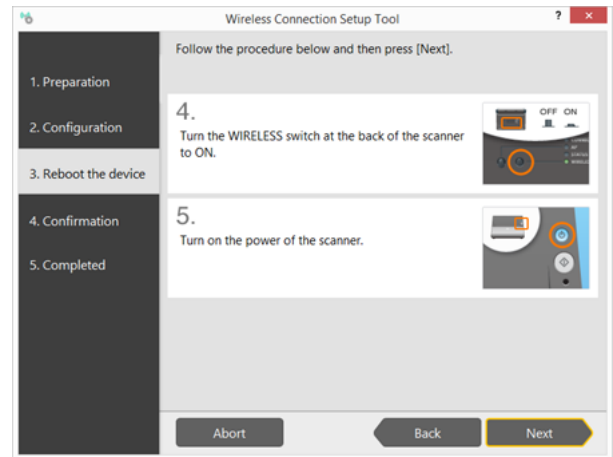 Wireless Connection Setup Tool
?
Follow the procedure below and then press [Next].
1. Preparation
2. Configuration
3. Reboot the device
4. Confirmation
5. Completed
4.
Turn the WIRELESS switch at the back of the scanner
to ON.
OFF ON
5.
Turn on the power of the scanner.
Abort
Back
Next